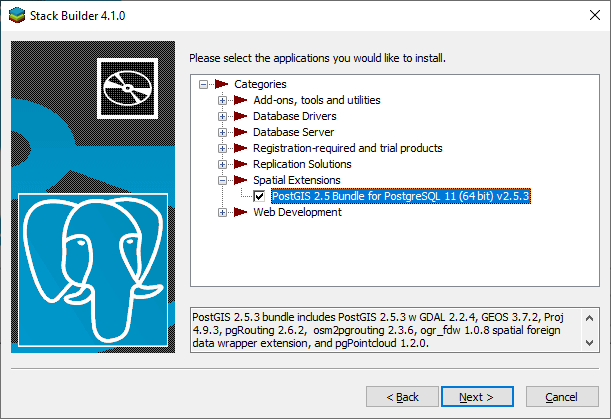 Stack Builder 4.1.0
Please select the applications you would like to install.
Categories
Add-ons, tools and utilities
Database Drivers
Database Server
Registration-required and trial products
Replication Solutions
Spatial Extensions
PostGIS 2.5 Bundle for PostgreSQL 11 (64 bit) v2.5.3
Web Development
PostGIS 2.5.3 bundle includes PostGIS 2.5.3 w GDAL 2.2.4, GEOS 3.7.2, Proj
4.9.3, pgRouting 2.6.2,  osm2pgrouting 2.3.6, ogr_fdw 1.0.8 spatial foreign
data wrapper extension, and pgPointcloud 1.2.0.
< Back
Next >
Cancel